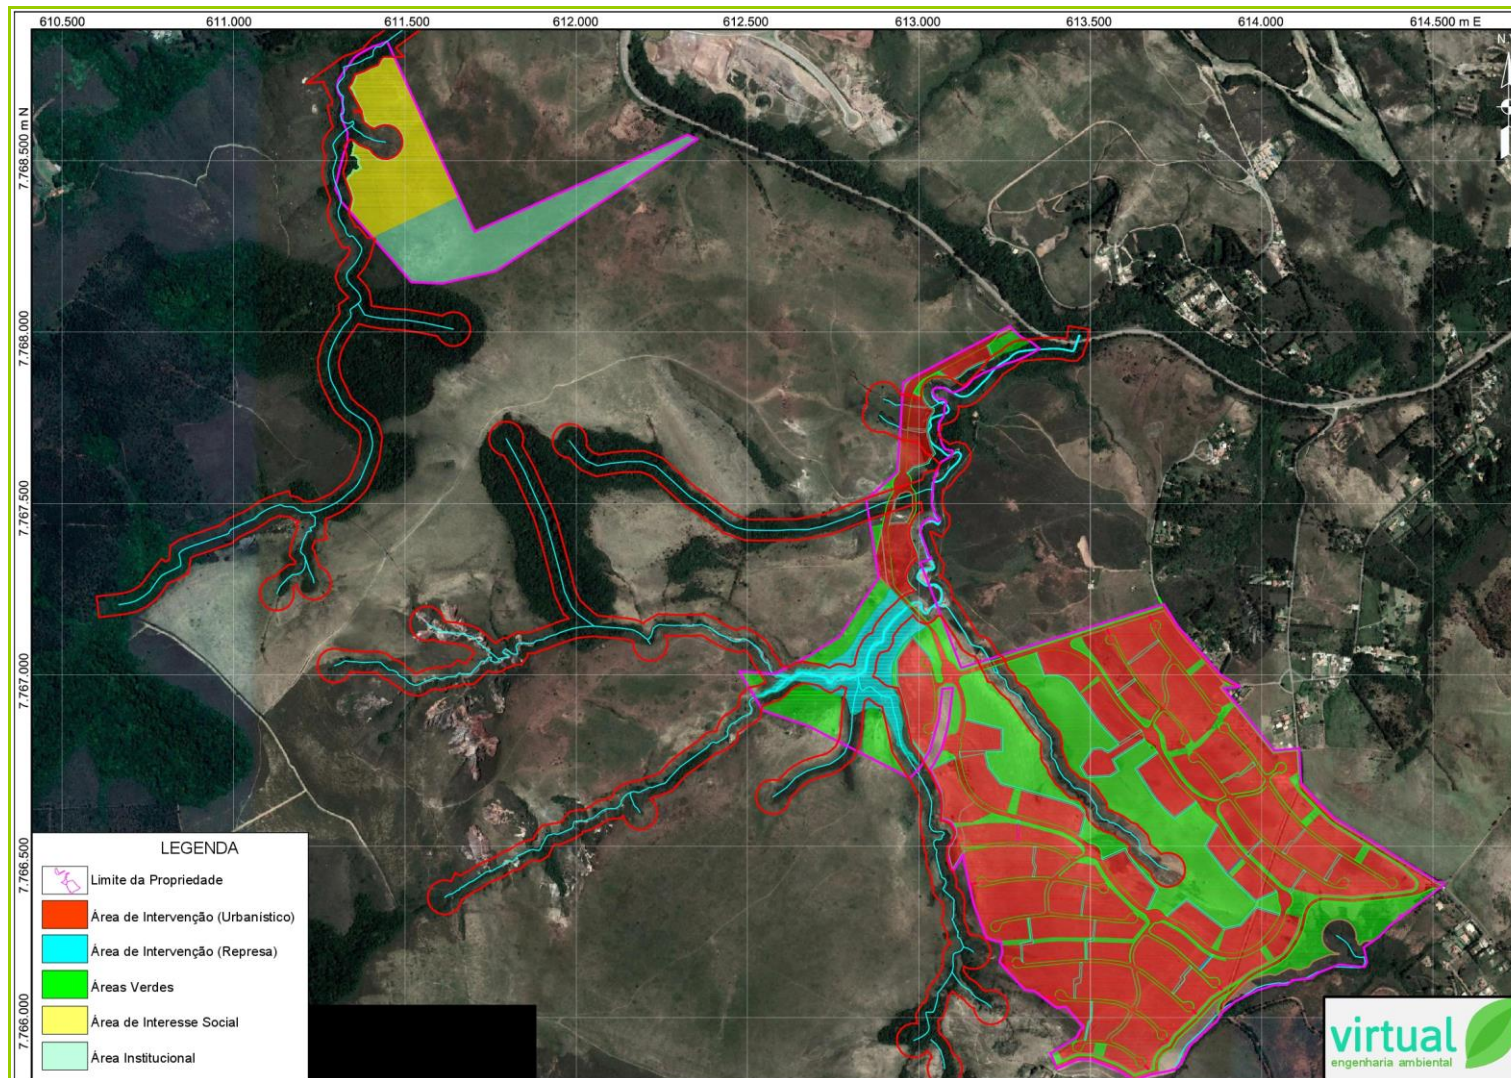 610.500 611.000 611.500 612.000 612.500 613.000 613.500 614.000 614.500 m E
N
7.768.500 m N
7.768.000
7.767.500
7.767.000
7.766.500
7.766.000
LEGENDA
Limite da Propriedade
Área de Intervenção (Urbanístico)
Área de Intervenção (Represa)
Áreas Verdes
Área de Interesse Social
Área Institucional
virtual
engenharia ambiental